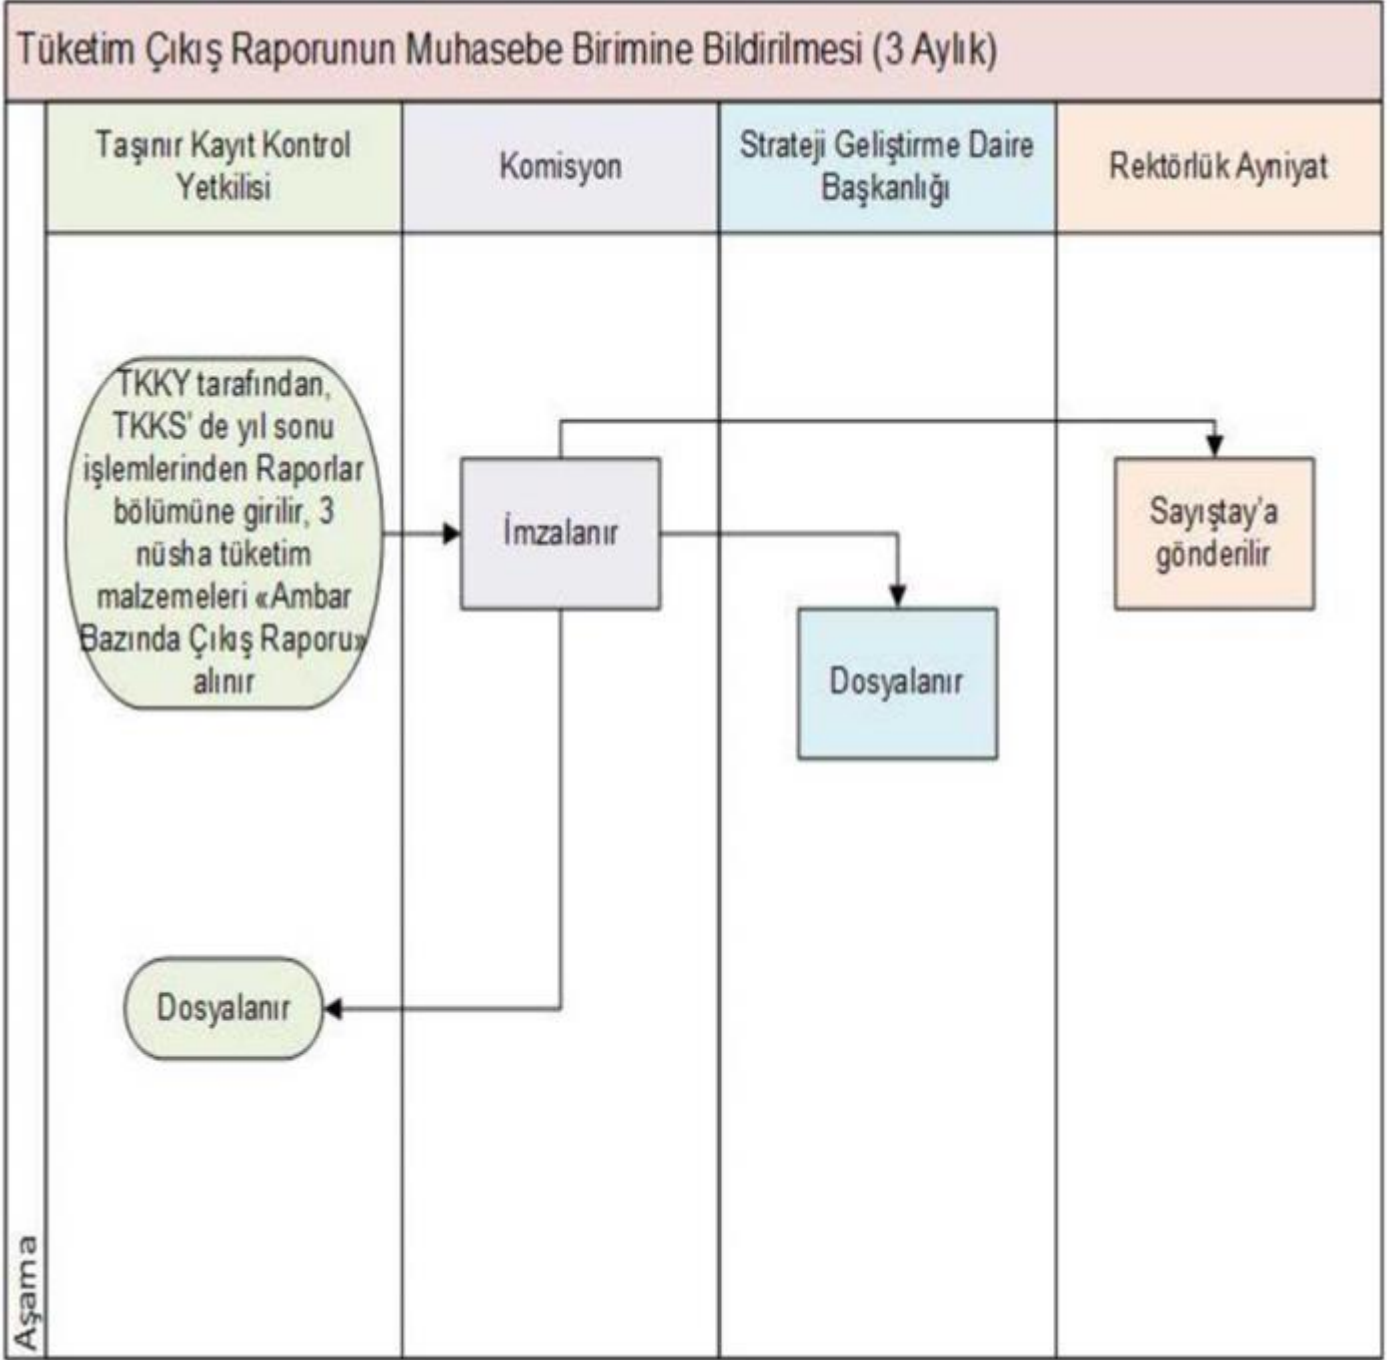 Tüketim Çıkış Raporunun Muhasebe Birimine Bildirilmesi (3 Aylık)
Taşınır Kayıt Kontrol
Yetkilisi
Komisyon
Strateji Geliştirme Daire
Başkanlığı
Rektörlük Ayniyat
TKKY tarafından,
TKKS' de yıl sonu
işlemlerinden Raporlar
bölümüne girilir, 3
nüsha tüketim
malzemeleri «Ambar
Bazında Çıkış Raporu»
alınır
İmzalanır
Sayıştay’a
gönderilir
Dosyalanır
Dosyalanır
Aşama